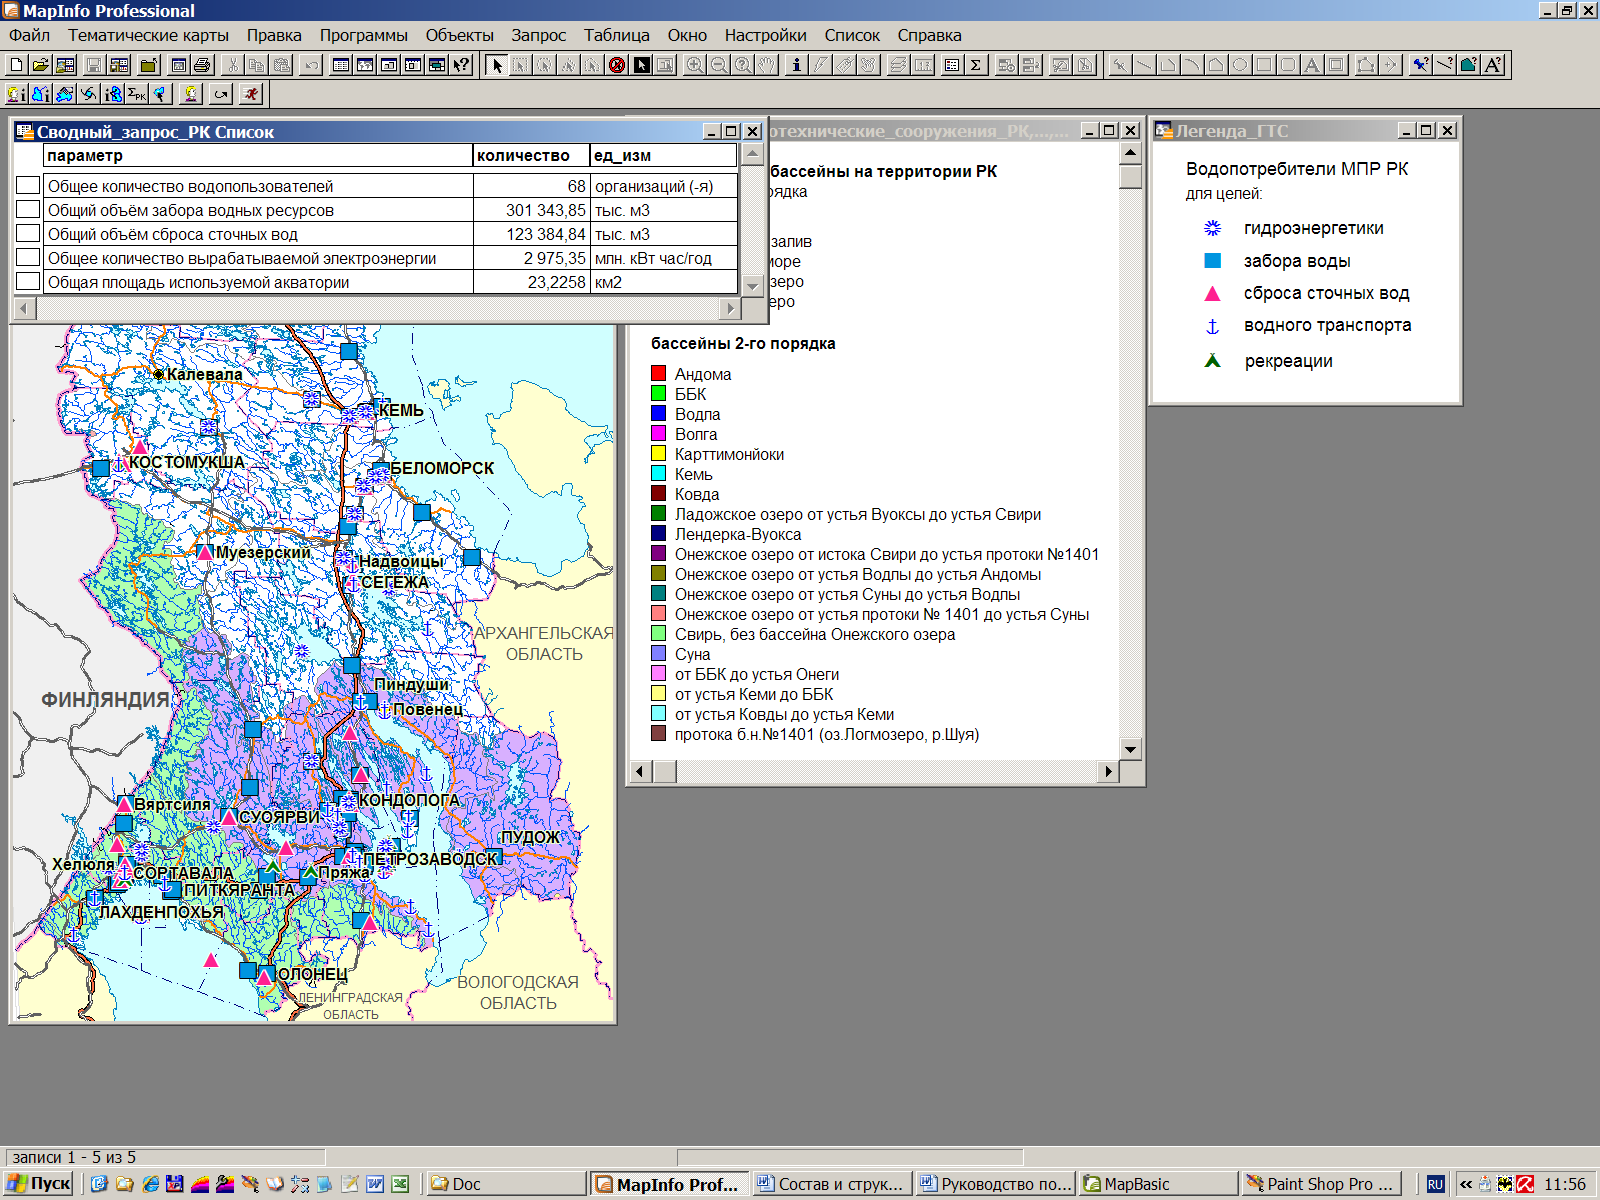 MapInfo Professional
Файл Тематические карты Правка Программы Объекты Запрос Таблица Окно Настройки Список Справка
Сводный_запрос_РК Список
параметр количество ед_изм
Общее количество водопользователей 68 организаций (-я)
Общий объём забора водных ресурсов 301 343,85 тыс. м3
Общий объём сброса сточных вод 123 384,84 тыс. м3
Общее количество вырабатываемой электроэнергии 2 975,35 млн. кВт час/год
Общая площадь используемой акватории 23,2258 км2
Калевала
КЕМЬ
КОСТОМУКША
БЕЛОМОРСК
Муезерский
Надвоицы
СЕГЕЖА
АРХАНГЕЛЬСКАЯ
ОБЛАСТЬ
ФИНЛЯНДИЯ
Пиндуши
Повенец
Вяртсиля
КОНДОПОГА
СУОЯРВИ
ПУДОЖ
Хелюля
ПЕТРОЗАВОДСК
СОРТАВАЛА
Пряжа
ПИТКЯРАНТА
ЛАХДЕНПОХЬЯ
ОЛОНЕЦ
ВОЛОГОДСКАЯ
ОБЛАСТЬ
ЛЕНИНГРАДСКАЯ
ОБЛАСТЬ
отехнические_сооружения_РК,...,...
бассейны на территории РК
рядка
залив
море
зеро
еро
бассейны 2-го порядка
Андома
ББК
Водла
Волга
Карттимонйоки
Кемь
Ковда
Ладожское озеро от устья Вуоксы до устья Свири
Лендерка-Вуокса
Онежское озеро от истока Свири до устья протоки №1401
Онежское озеро от устья Водлы до устья Андомы
Онежское озеро от устья Суны до устья Водлы
Онежское озеро от устья протоки № 1401 до устья Суны
Свирь, без бассейна Онежского озера
Суна
от ББК до устья Онеги
от устья Кеми до ББК
от устья Ковды до устья Кеми
протока б.н.№1401 (оз.Логмозеро, р.Шуя)
Легенда_ГТС
Водопотребители МПР РК
для целей:
гидроэнергетики
забора воды
сброса сточных вод
водного транспорта
рекреации
записи 1 - 5 из 5
Пуск Doc MapInfo Prof... Состав и струк... Руководство по... MapBasic Paint Shop Pro ... RU 11:56